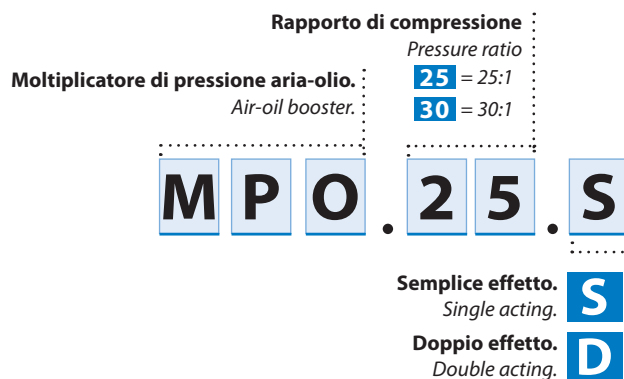 Rapporto di compressione
Pressure ratio
25 = 25:1
30 = 30:1
Moltiplicatore di pressione aria-olio.
Air-oil booster.
MPO.25.S
Semplice effetto.
Single acting.
S
Doppio effetto.
Double acting.
D